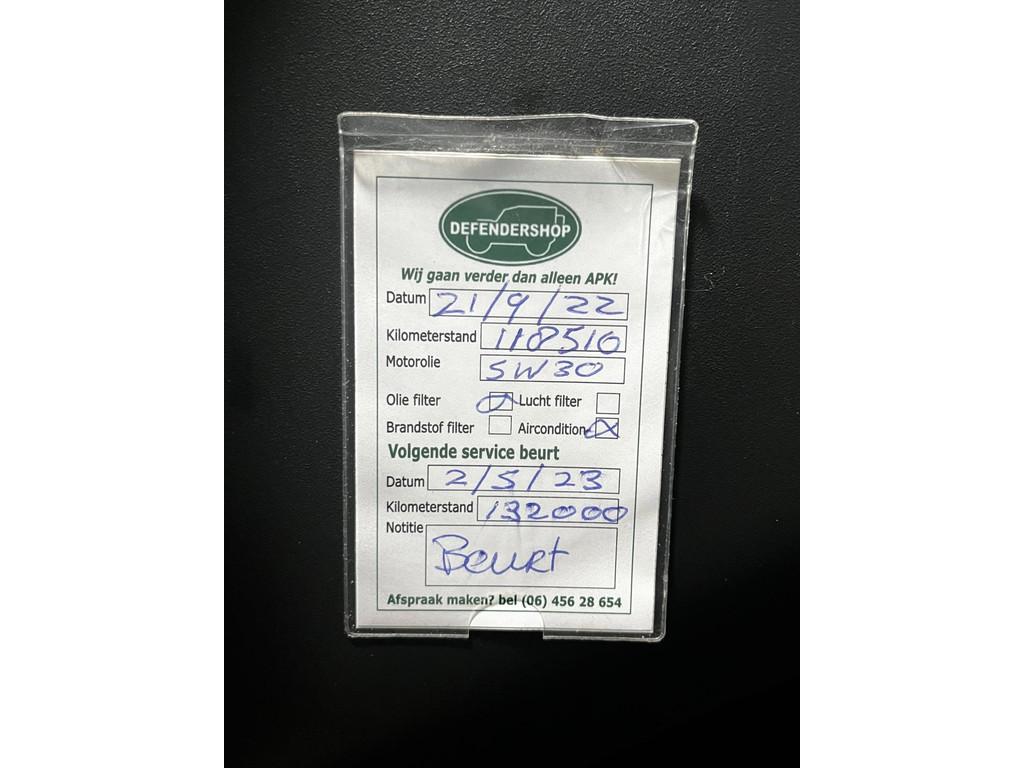 DEFENDERSHOP
Wij gaan verder dan alleen APK!
Datum 21/9/22
Kilometerstand 118510
Motorolie 5W30
Olie filter Lucht filter
Brandstof filter Aircondition
Volgende service beurt
Datum 2/5/23
Kilometerstand 132000
Notitie
Beurt
Afspraak maken? bel (06) 456 28 654